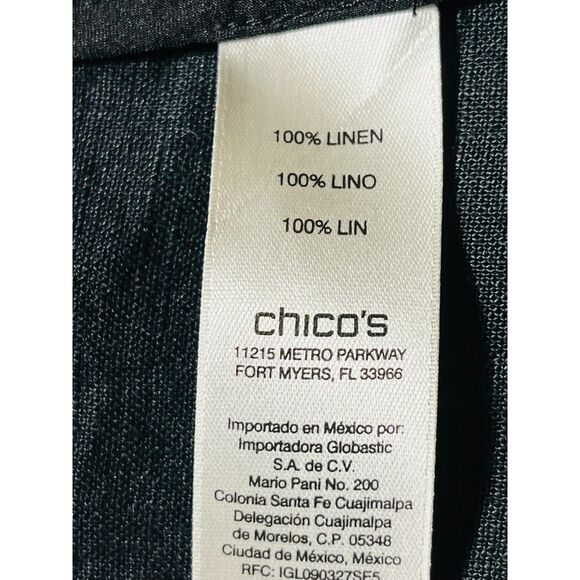 100% LINEN
100% LINO
100% LIN
chico's
11215 METRO PARKWAY
FORT MYERS, FL 33966
Importado en México por:
Importadora Globastic
S.A. de C.V.
Mario Pani No. 200
Colonia Santa Fe Cuajimalpa
Delegación Cuajimalpa
de Morelos, C.P. 05348
Ciudad de México, México
RFC: IGL090327SF5